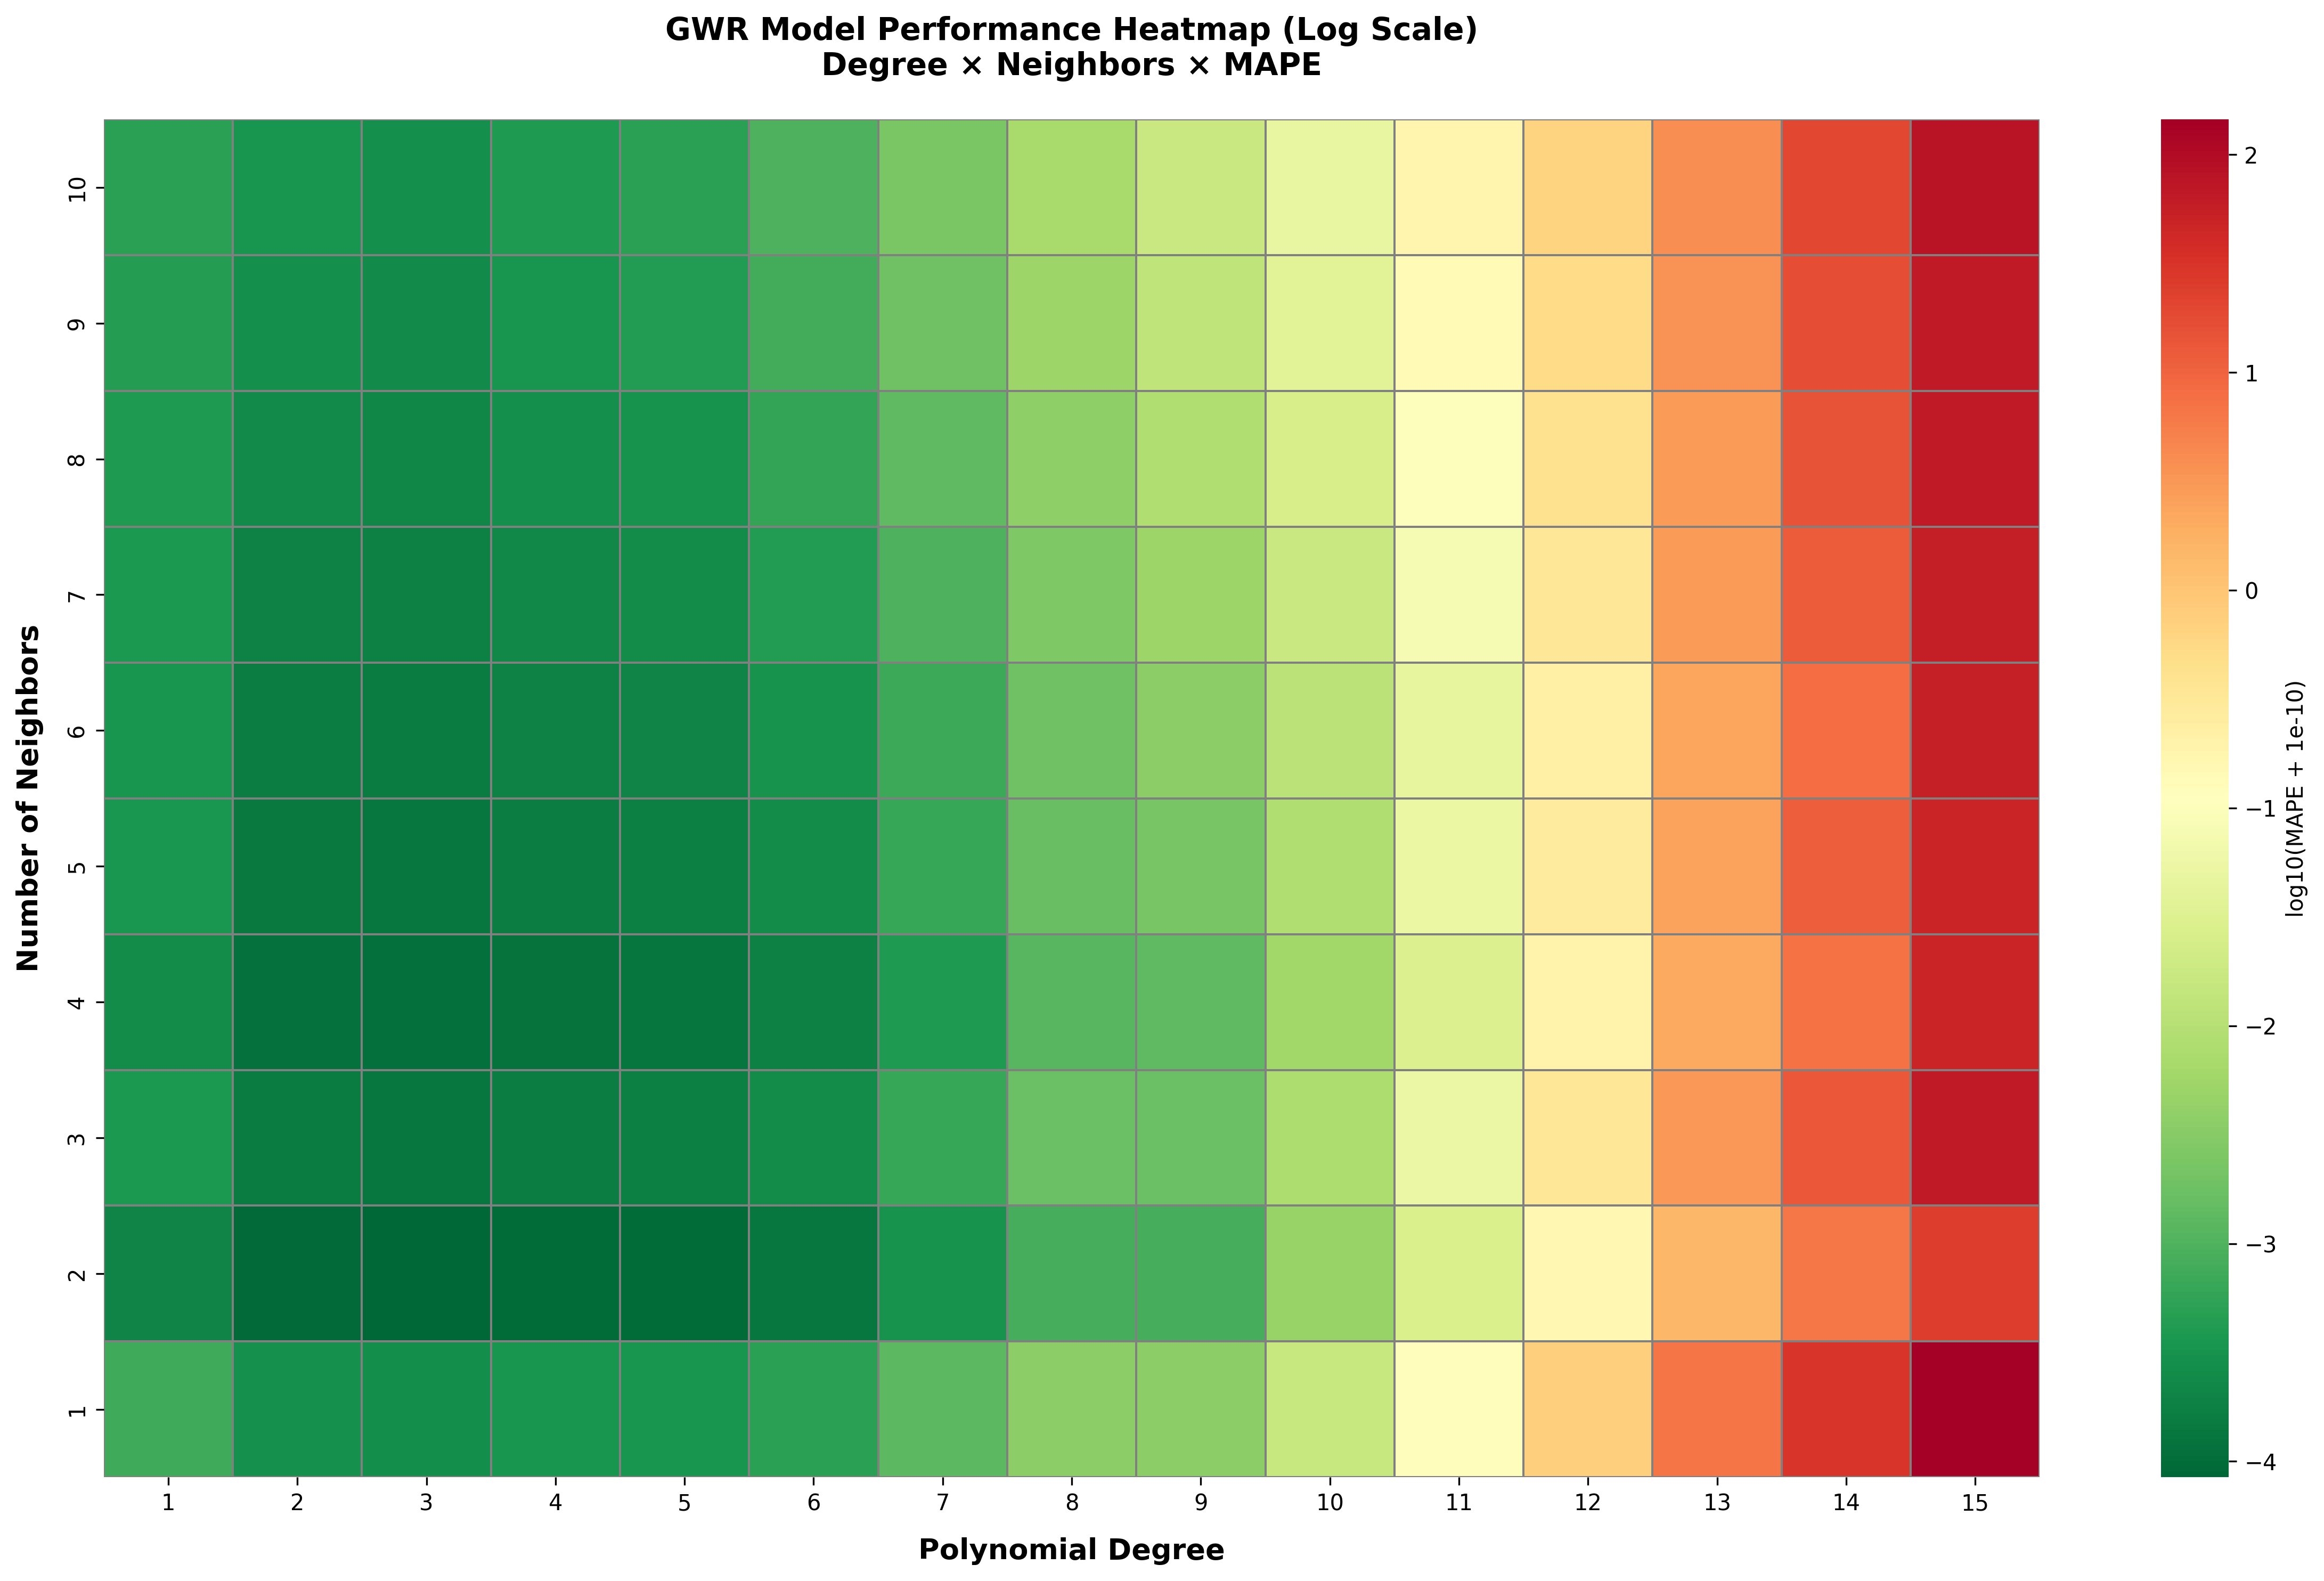 GWR Model Performance Heatmap (Log Scale)
Degree × Neighbors × MAPE
Number of Neighbors
10
9
8
7
6
5
4
3
2
1
1 2 3 4 5 6 7 8 9 10 11 12 13 14 15
Polynomial Degree
2
1
0
−1
−2
−3
−4
log10(MAPE + 1e-10)